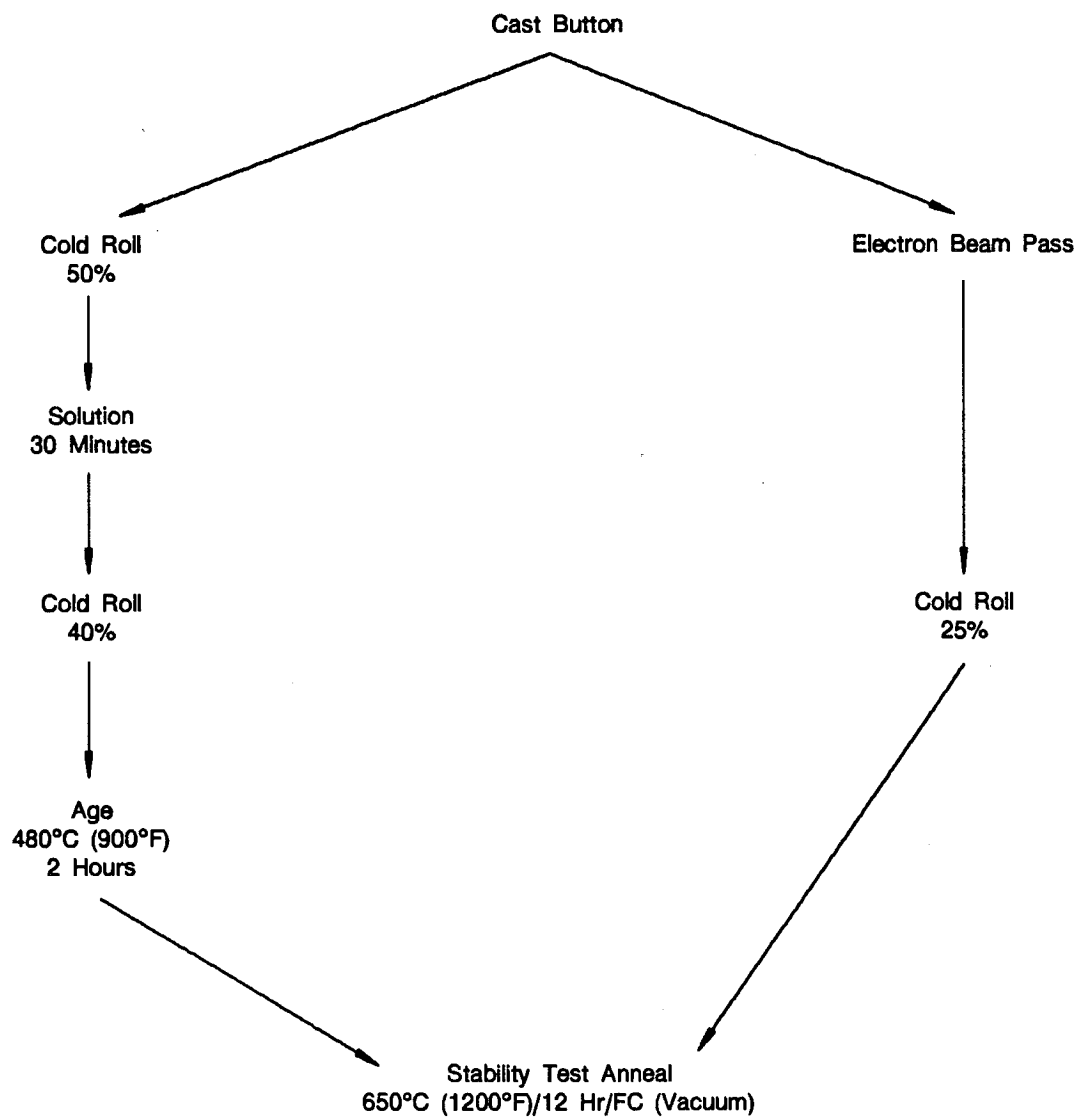 Cast Button
Cold Roll
50%
Electron Beam Pass
Solution
30 Minutes
Cold Roll
40%
Cold Roll
25%
Age
480°C (900°F)
2 Hours
Stability Test Anneal
650°C (1200°F)/12 Hr/FC (Vacuum)